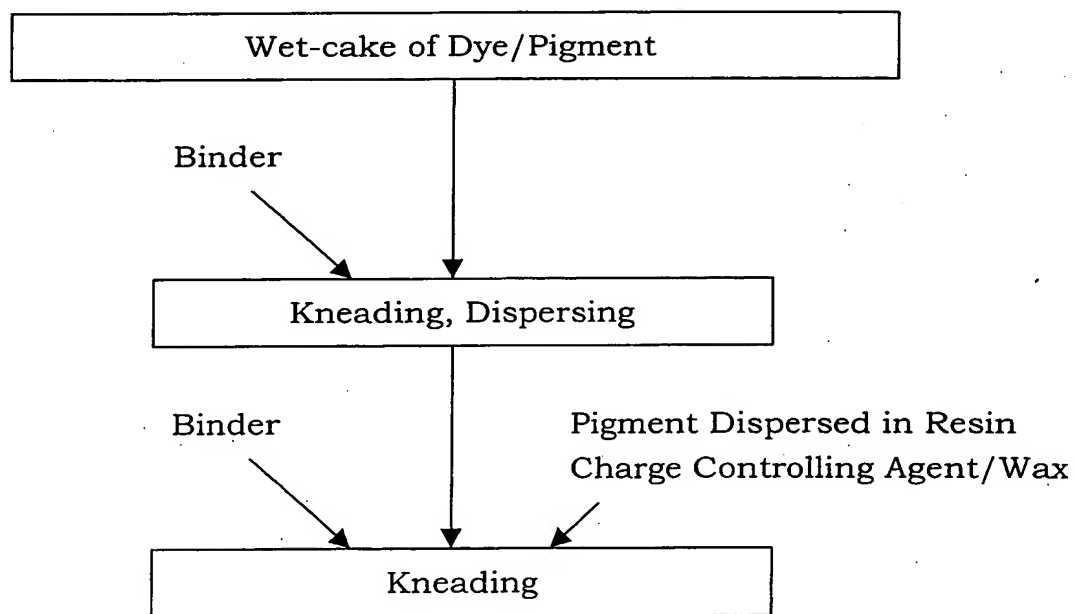 Wet-cake of Dye/Pigment
Binder
Kneading, Dispersing
Binder
Pigment Dispersed in Resin
Charge Controlling Agent/Wax
Kneading